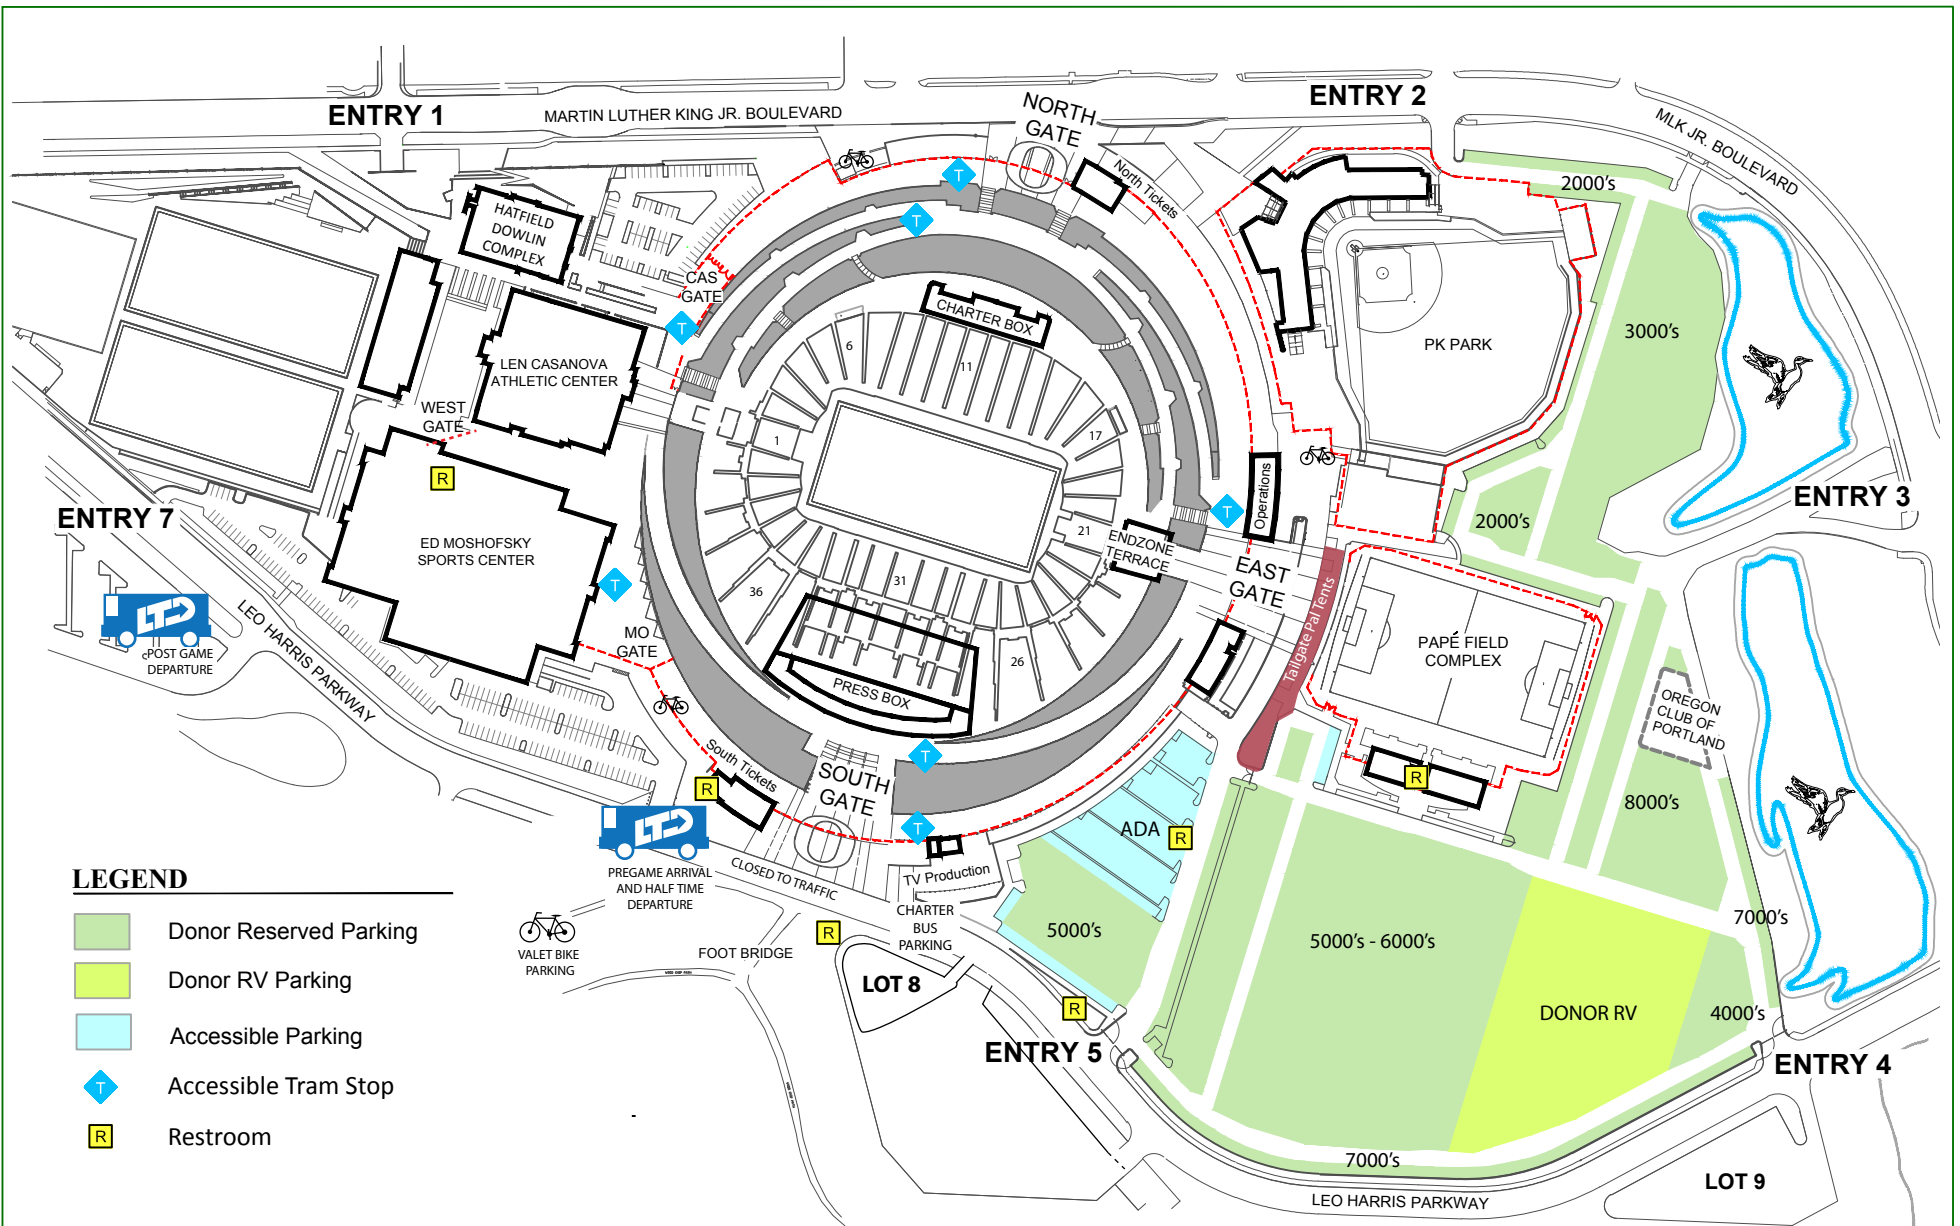 ENTRY 1
MARTIN LUTHER KING JR. BOULEVARD
NORTH
GATE
ENTRY 2
MLK JR. BOULEVARD
T
North Tickets
2000's
HATFIELD
DOWLIN
COMPLEX
T
CAS
GATE
T
CHARTER BOX
3000's
PK PARK
6
11
LEN CASANOVA
ATHLETIC CENTER
WEST
GATE
1
17
R
Operations
ENTRY 3
T
ENTRY 7
2000's
21
ENDZONE
TERRACE
ED MOSHOFSKY
SPORTS CENTER
EAST
GATE
T
31
36
Tailgate Pal Tents
LTD
POST GAME
DEPARTURE
LEO HARRIS PARKWAY
MO
GATE
PAPÉ FIELD
COMPLEX
26
PRESS BOX
OREGON
CLUB OF
PORTLAND
South Tickets
T
SOUTH
GATE
R
R
8000's
T
ADA
R
LTD
PREGAME ARRIVAL
AND HALF TIME
DEPARTURE
CLOSED TO TRAFFIC
TV Production
CHARTER
BUS
PARKING
7000's
VALET BIKE
PARKING
R
5000's
5000's - 6000's
FOOT BRIDGE
LOT 8
R
DONOR RV
4000's
ENTRY 5
ENTRY 4
7000's
LEO HARRIS PARKWAY
LOT 9
LEGEND
Donor Reserved Parking
Donor RV Parking
Accessible Parking
T Accessible Tram Stop
R Restroom